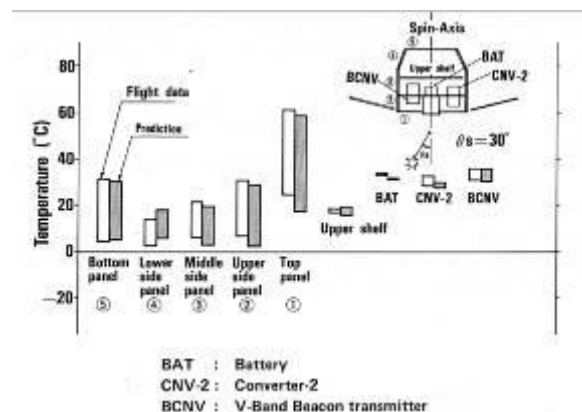 Spin-Axis
Upper shelf
BAT
BCNV
CNV-2
θs=30°
θs
Temperature (°C)
80
60
40
20
0
-20
Flight data
Prediction
BAT
CNV-2
BCNV
Upper shelf
Bottom panel
⑤
Lower side panel
④
Middle side panel
③
Upper side panel
②
Top panel
①
BAT : Battery
CNV-2 : Converter-2
BCNV : V-Band Beacon transmitter